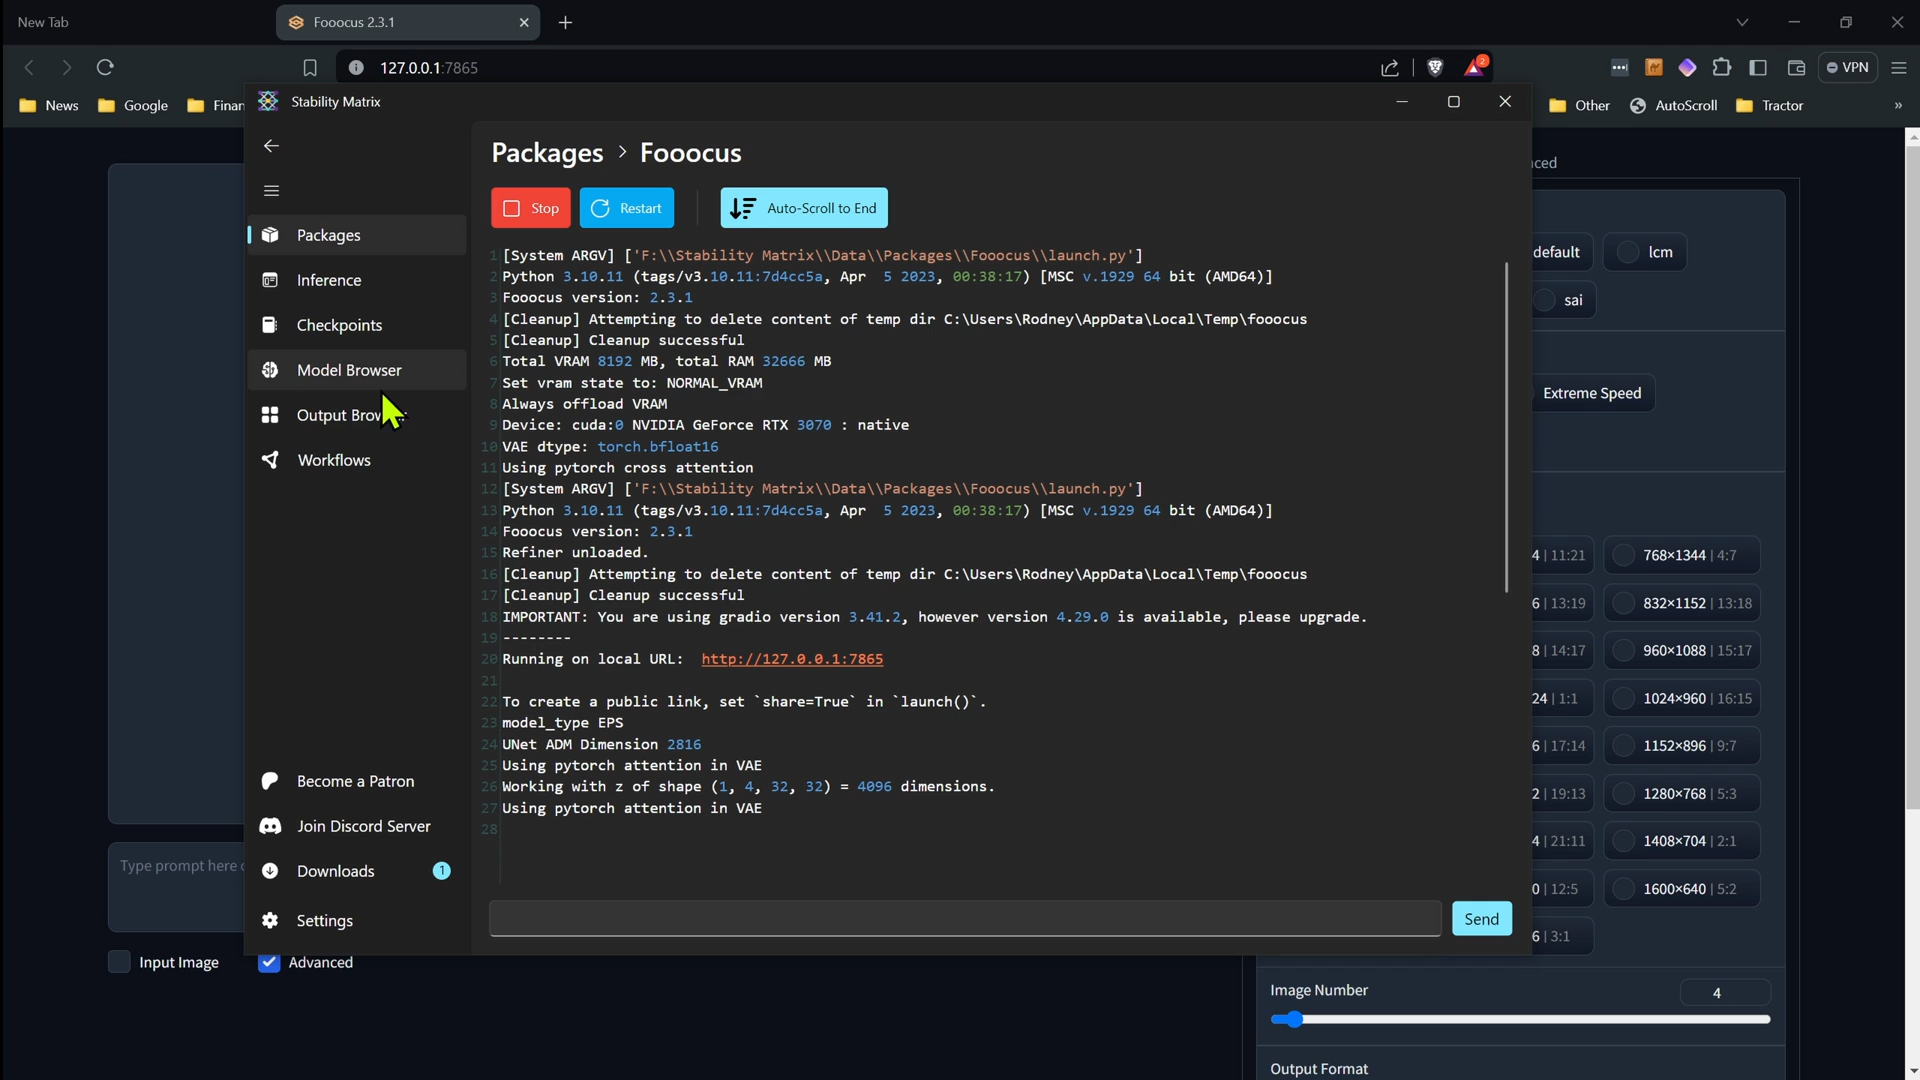 New Tab
Fooocus 2.3.1
127.0.0.1:7865
2
VPN
News
Google
Finan
Other
AutoScroll
Tractor
»
Stability Matrix
Packages > Fooocus
Stop
Restart
Auto-Scroll to End
Packages
Inference
Checkpoints
Model Browser
Output Brow
Workflows
Become a Patron
Join Discord Server
Downloads
1
Settings
1 [System ARGV] ['F:\\Stability Matrix\\Data\\Packages\\Fooocus\\launch.py']
2 Python 3.10.11 (tags/v3.10.11:7d4cc5a, Apr  5 2023, 00:38:17) [MSC v.1929 64 bit (AMD64)]
3 Fooocus version: 2.3.1
4 [Cleanup] Attempting to delete content of temp dir C:\Users\Rodney\AppData\Local\Temp\fooocus
5 [Cleanup] Cleanup successful
6 Total VRAM 8192 MB, total RAM 32666 MB
7 Set vram state to: NORMAL_VRAM
8 Always offload VRAM
9 Device: cuda:0 NVIDIA GeForce RTX 3070 : native
10 VAE dtype: torch.bfloat16
11 Using pytorch cross attention
12 [System ARGV] ['F:\\Stability Matrix\\Data\\Packages\\Fooocus\\launch.py']
13 Python 3.10.11 (tags/v3.10.11:7d4cc5a, Apr  5 2023, 00:38:17) [MSC v.1929 64 bit (AMD64)]
14 Fooocus version: 2.3.1
15 Refiner unloaded.
16 [Cleanup] Attempting to delete content of temp dir C:\Users\Rodney\AppData\Local\Temp\fooocus
17 [Cleanup] Cleanup successful
18 IMPORTANT: You are using gradio version 3.41.2, however version 4.29.0 is available, please upgrade.
19 --------
20 Running on local URL:  http://127.0.0.1:7865
21
22 To create a public link, set `share=True` in `launch()`.
23 model_type EPS
24 UNet ADM Dimension 2816
25 Using pytorch attention in VAE
26 Working with z of shape (1, 4, 32, 32) = 4096 dimensions.
27 Using pytorch attention in VAE
28
Send
Type prompt here o
Input Image
Advanced
ced
default
lcm
sai
Extreme Speed
4 | 11:21
768×1344 | 4:7
6 | 13:19
832×1152 | 13:18
8 | 14:17
960×1088 | 15:17
24 | 1:1
1024×960 | 16:15
6 | 17:14
1152×896 | 9:7
2 | 19:13
1280×768 | 5:3
4 | 21:11
1408×704 | 2:1
0 | 12:5
1600×640 | 5:2
6 | 3:1
Image Number
4
Output Format